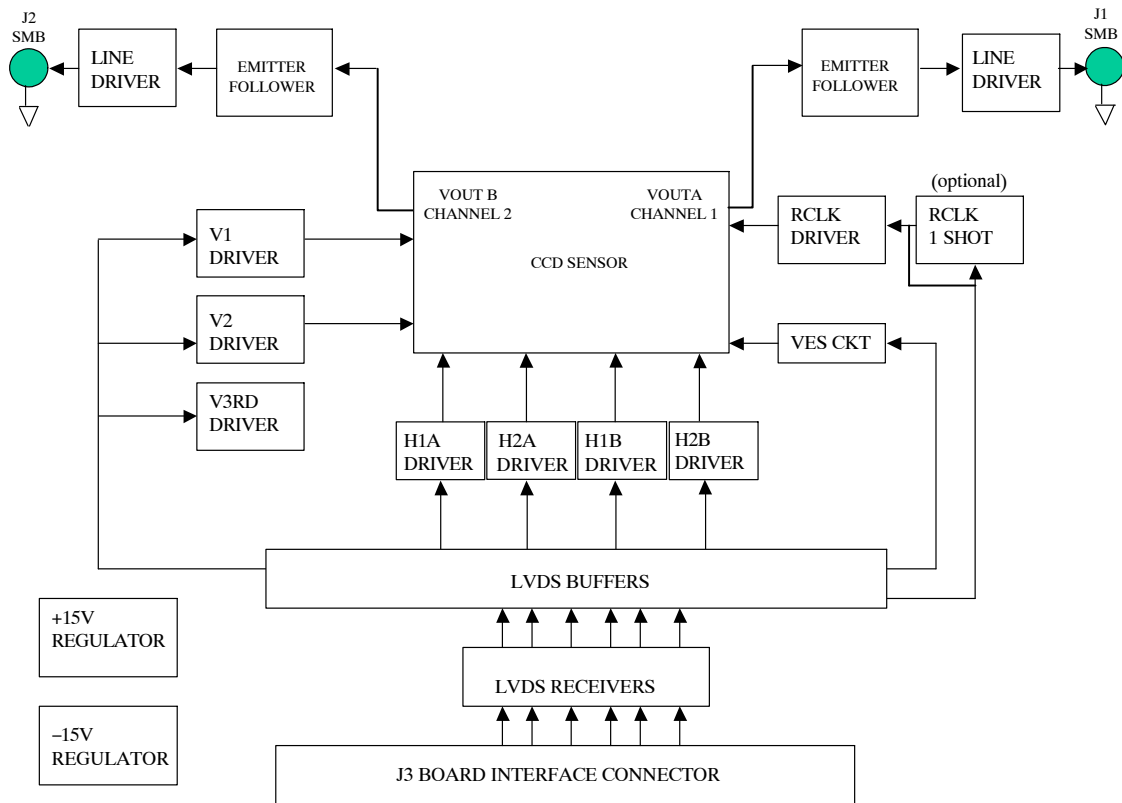 J2
SMB
LINE
DRIVER
EMITTER
FOLLOWER
EMITTER
FOLLOWER
LINE
DRIVER
J1
SMB
VOUT B
CHANNEL 2
VOUTA
CHANNEL 1
CCD SENSOR
(optional)
RCLK
DRIVER
RCLK
1 SHOT
V1
DRIVER
V2
DRIVER
VES CKT
V3RD
DRIVER
H1A
DRIVER
H2A
DRIVER
H1B
DRIVER
H2B
DRIVER
LVDS BUFFERS
+15V
REGULATOR
LVDS RECEIVERS
−15V
REGULATOR
J3 BOARD INTERFACE CONNECTOR